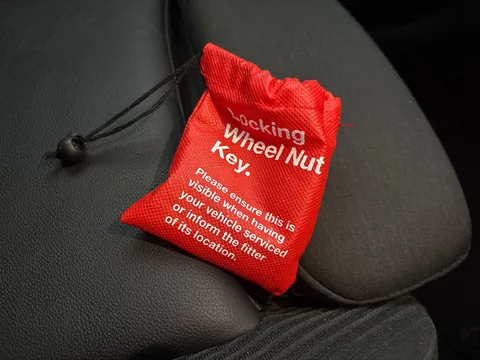 Locking
Wheel Nut
Key.
Please ensure this is
visible when having
your vehicle serviced
or inform the fitter
of its location.